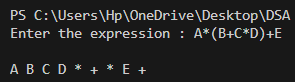 PS C:\Users\Hp\OneDrive\Desktop\DSA
Enter the expression : A*(B+C*D)+E
A B C D * + * E +